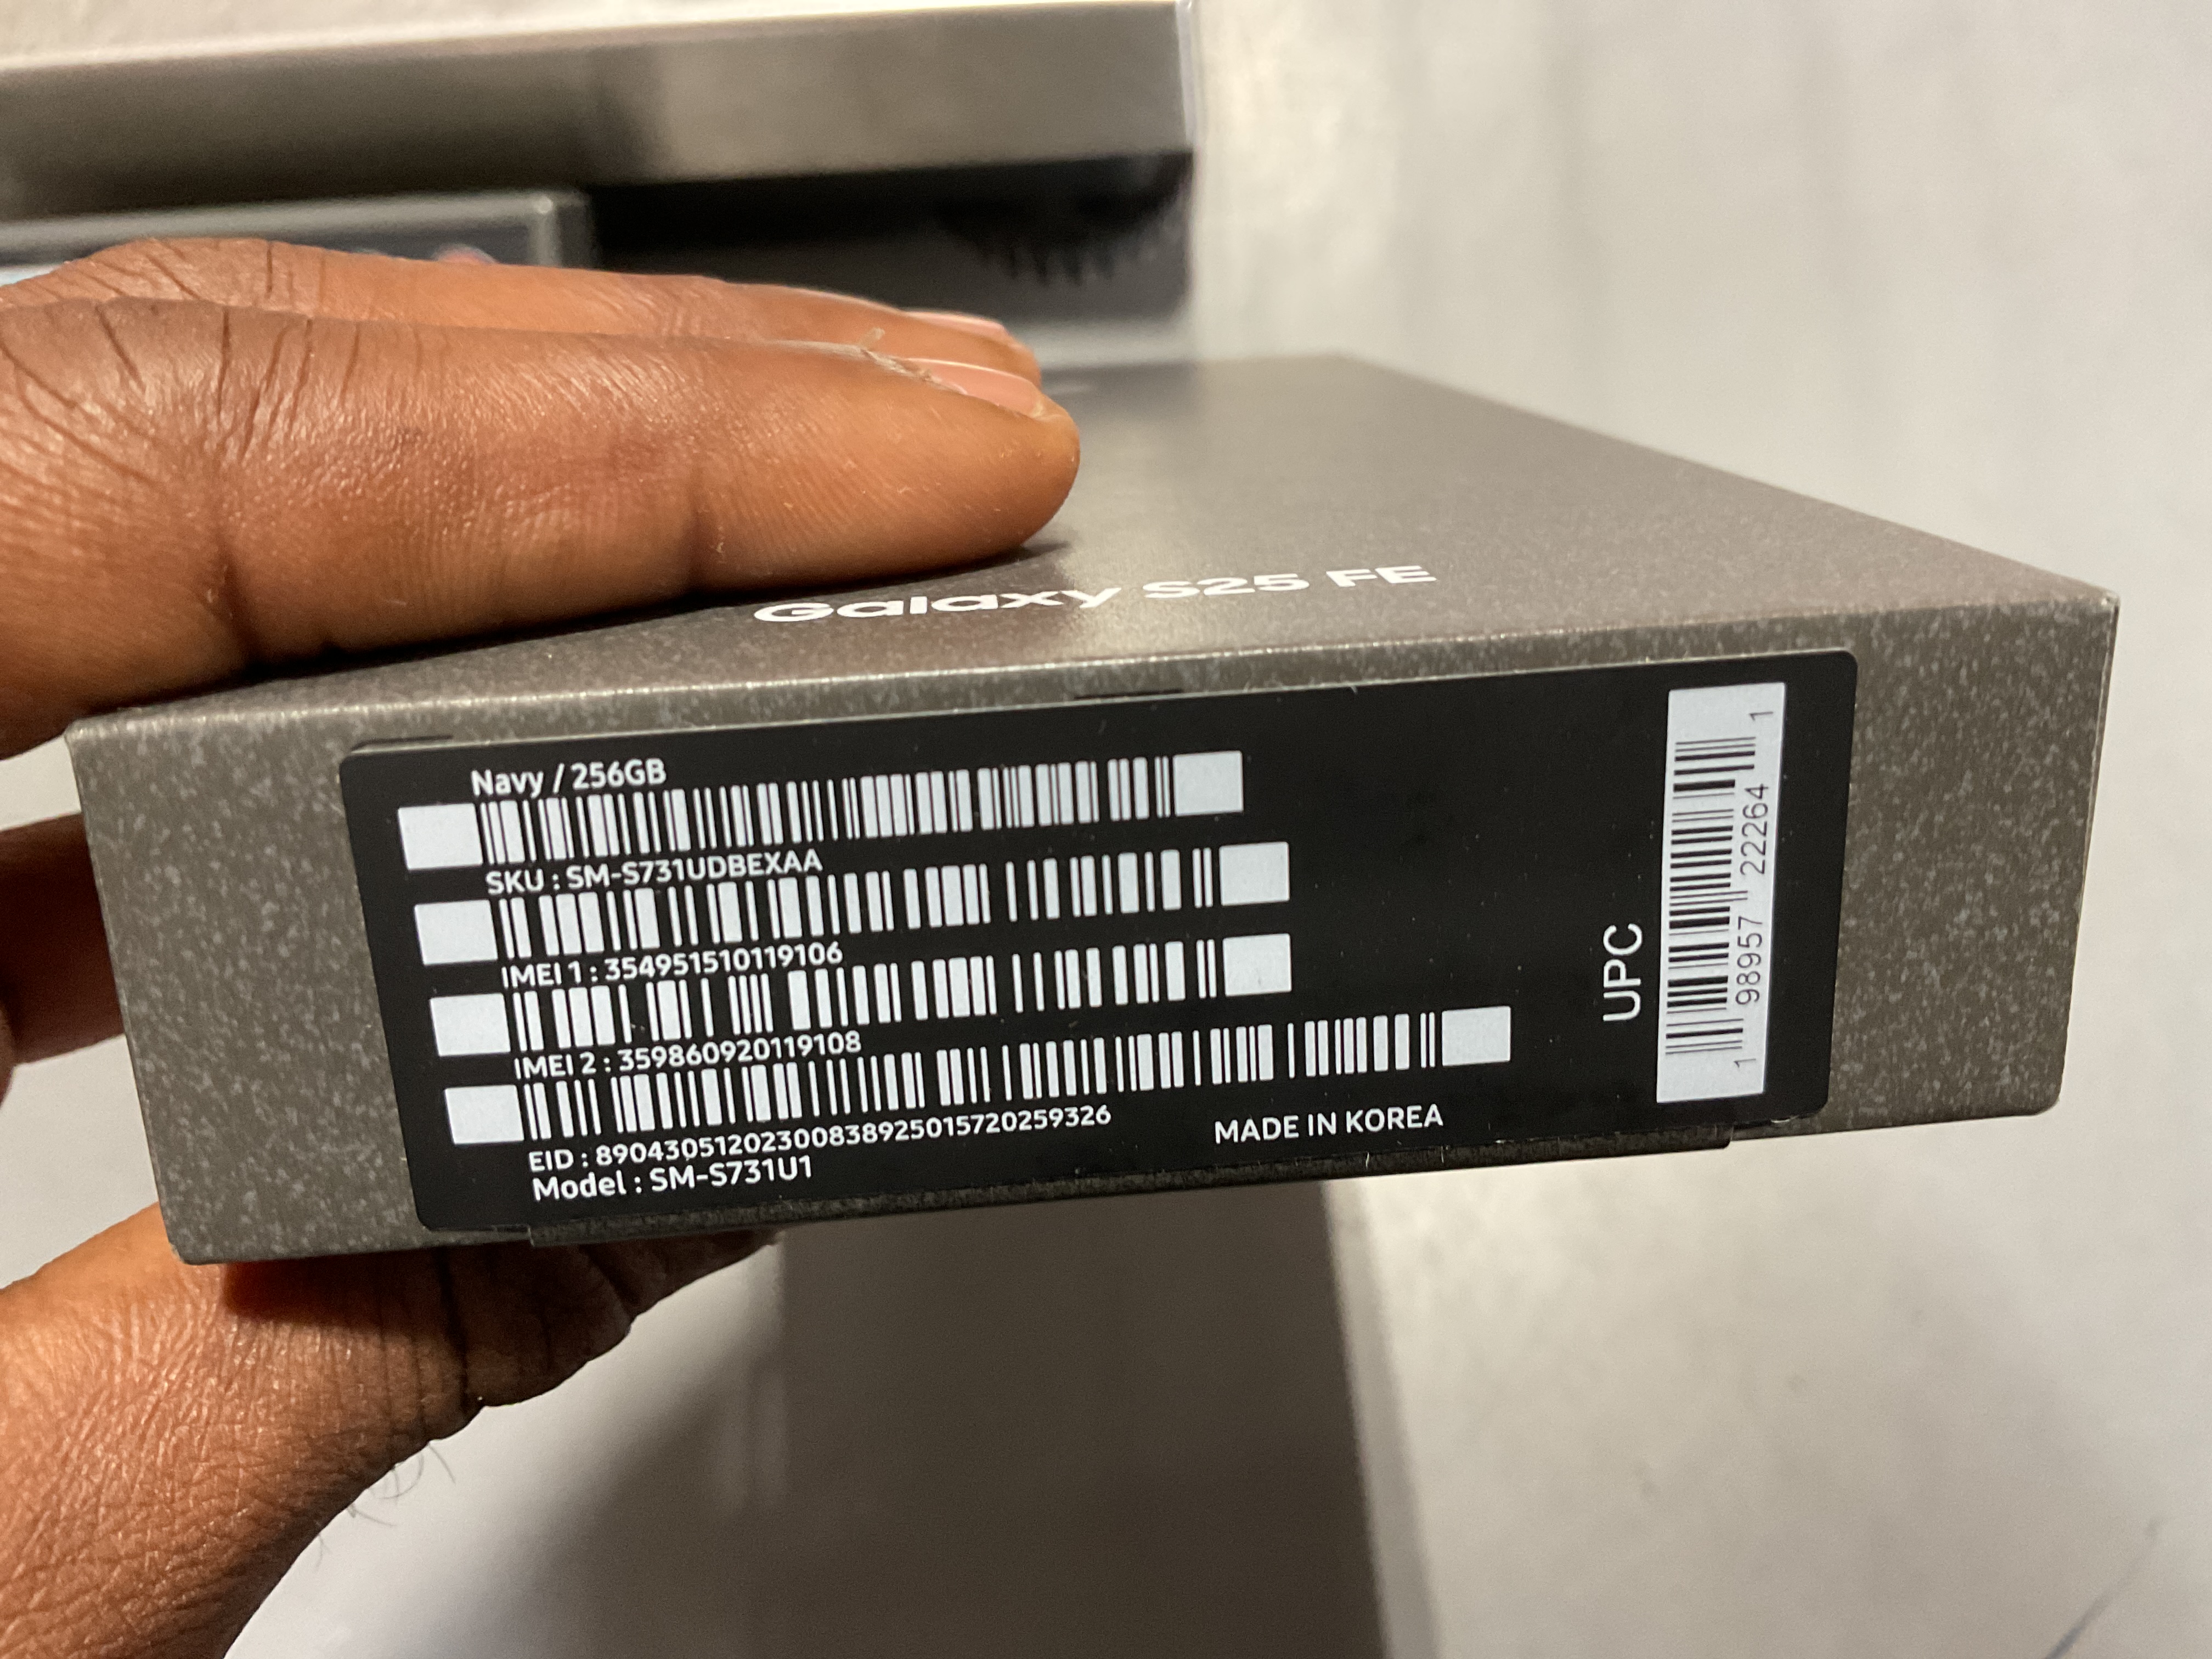 Galaxy S25 FE
Navy / 256GB
SKU : SM-S731UDBEXAA
IMEI 1 : 354951510119106
IMEI 2 : 359860920119108
EID : 89043051202300838925015720259326
Model : SM-S731U1
MADE IN KOREA
UPC
1 98957 22264 1